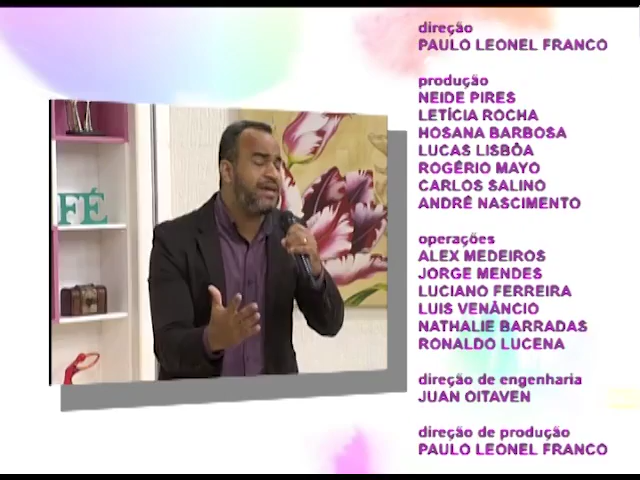 direção
PAULO LEONEL FRANCO
produção
NEIDE PIRES
LETÍCIA ROCHA
HOSANA BARBOSA
LUCAS LISBÔA
ROGÉRIO MAYO
CARLOS SALINO
ANDRÉ NASCIMENTO
operações
ALEX MEDEIROS
JORGE MENDES
LUCIANO FERREIRA
LUIS VENÂNCIO
NATHALIE BARRADAS
RONALDO LUCENA
direção de engenharia
JUAN OITAVEN
direção de produção
PAULO LEONEL FRANCO
FÉ